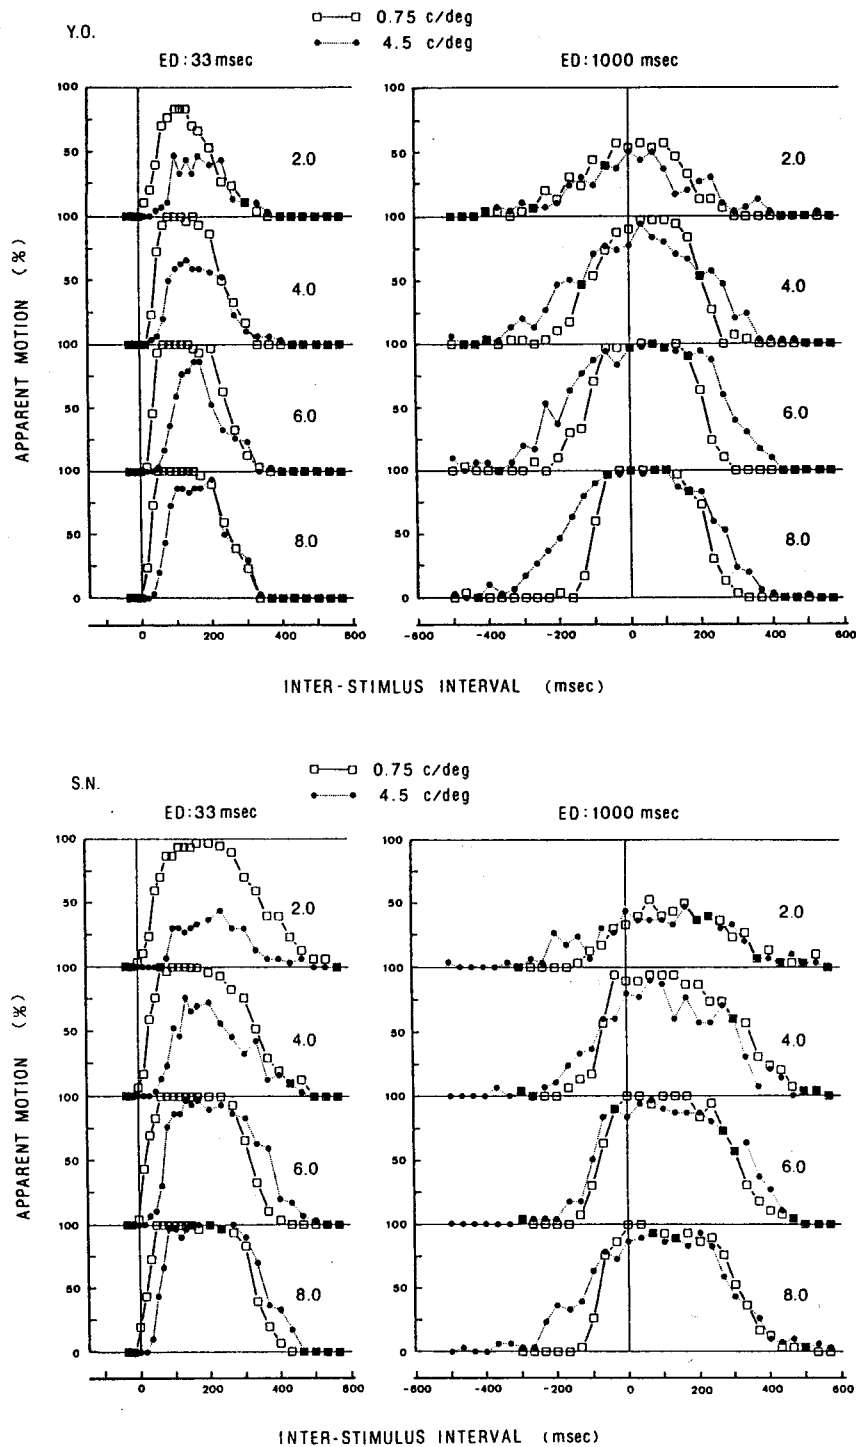 Y.O.
0.75 c/deg
4.5 c/deg
ED:33 msec
ED:1000 msec
APPARENT MOTION (%)
100
50
100
50
100
50
100
50
0
2.0
4.0
6.0
8.0
2.0
4.0
6.0
8.0
0 200 400 600
-600 -400 -200 0 200 400 600
INTER-STIMLUS INTERVAL (msec)
S.N.
0.75 c/deg
4.5 c/deg
ED:33 msec
ED:1000 msec
APPARENT MOTION (%)
100
50
100
50
100
50
100
50
0
2.0
4.0
6.0
8.0
2.0
4.0
6.0
8.0
0 200 400 600
-600 -400 -200 0 200 400 600
INTER-STIMULUS INTERVAL (msec)